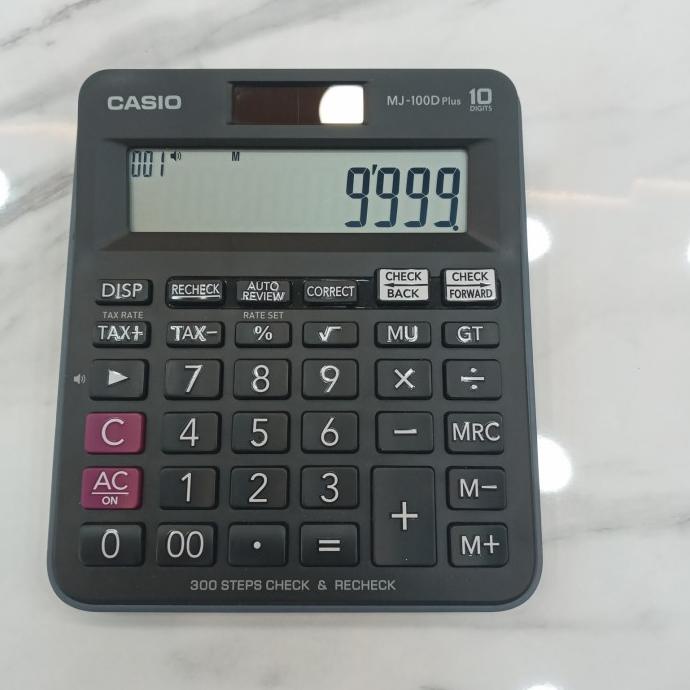 CASIO MJ-100D Plus 10 DIGITS
001 M
9'999.
DISP RECHECK AUTO REVIEW CORRECT CHECK BACK CHECK FORWARD
TAX RATE RATE SET
TAX+ TAX− % √ MU GT
▶ 7 8 9 × ÷
C 4 5 6 − MRC
AC ON 1 2 3 + M−
0 00 · = M+
300 STEPS CHECK & RECHECK